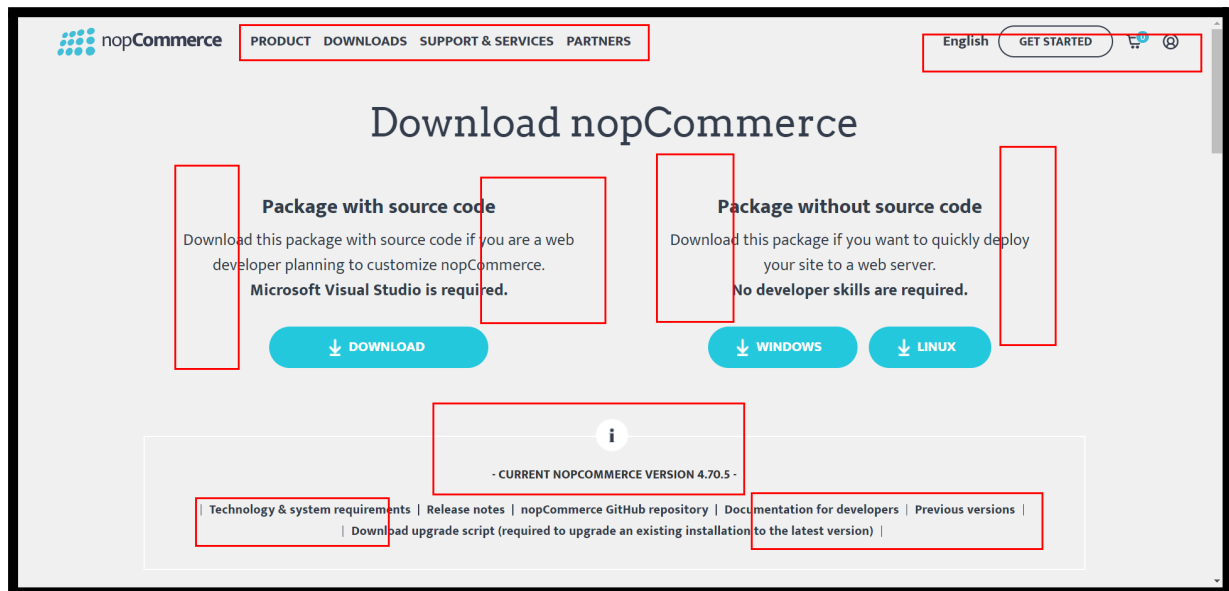 nopCommerce PRODUCT DOWNLOADS SUPPORT & SERVICES PARTNERS English GET STARTED 0
Download nopCommerce
Package with source code
Download this package with source code if you are a web
developer planning to customize nopCommerce.
Microsoft Visual Studio is required.
DOWNLOAD
Package without source code
Download this package if you want to quickly deploy
your site to a web server.
No developer skills are required.
WINDOWS LINUX
i
- CURRENT NOPCOMMERCE VERSION 4.70.5 -
| Technology & system requirements | Release notes | nopCommerce GitHub repository | Documentation for developers | Previous versions |
| Download upgrade script (required to upgrade an existing installation to the latest version) |